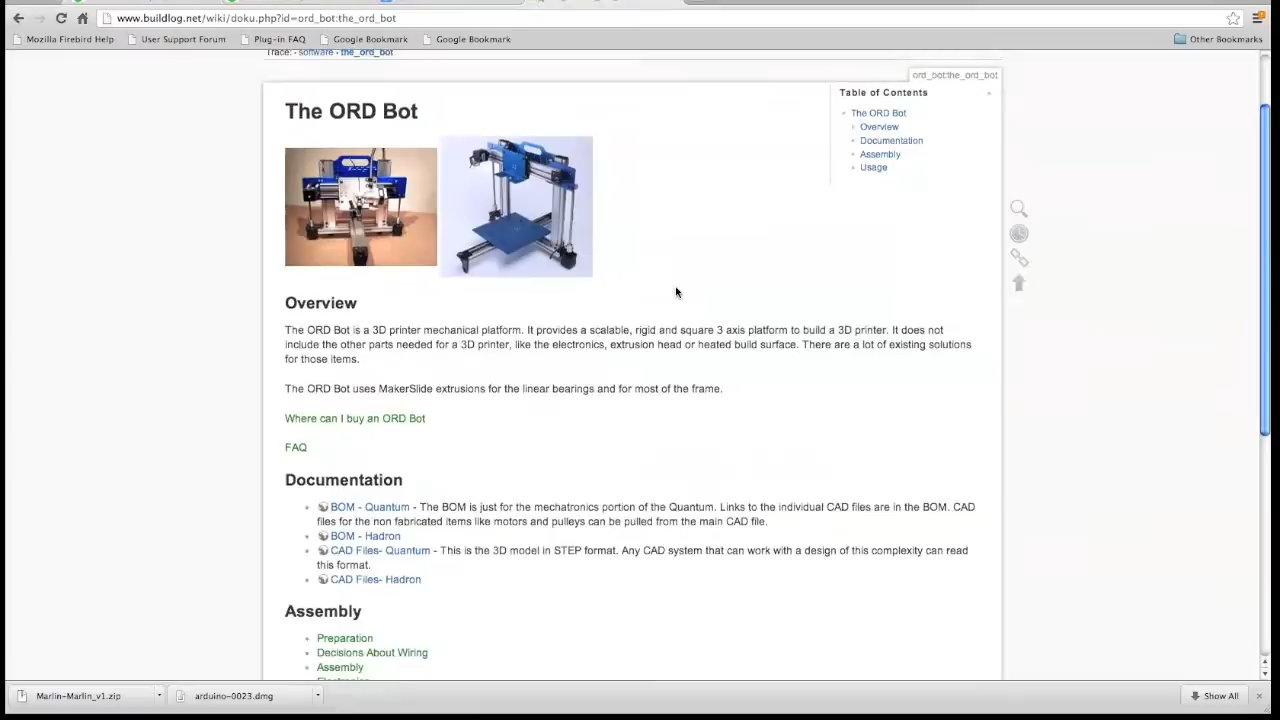 www.buildlog.net/wiki/doku.php?id=ord_bot:the_ord_bot
Mozilla Firebird Help User Support Forum Plug-in FAQ Google Bookmark Google Bookmark Other Bookmarks
Trace: • software • the_ord_bot
ord_bot:the_ord_bot
Table of Contents
The ORD Bot
Overview
Documentation
Assembly
Usage
The ORD Bot
Overview
The ORD Bot is a 3D printer mechanical platform. It provides a scalable, rigid and square 3 axis platform to build a 3D printer. It does not
include the other parts needed for a 3D printer, like the electronics, extrusion head or heated build surface. There are a lot of existing solutions
for those items.
The ORD Bot uses MakerSlide extrusions for the linear bearings and for most of the frame.
Where can I buy an ORD Bot
FAQ
Documentation
BOM - Quantum - The BOM is just for the mechatronics portion of the Quantum. Links to the individual CAD files are in the BOM. CAD
files for the non fabricated items like motors and pulleys can be pulled from the main CAD file.
BOM - Hadron
CAD Files- Quantum - This is the 3D model in STEP format. Any CAD system that can work with a design of this complexity can read
this format.
CAD Files- Hadron
Assembly
Preparation
Decisions About Wiring
Assembly
Marlin-Marlin_v1.zip arduino-0023.dmg Show All